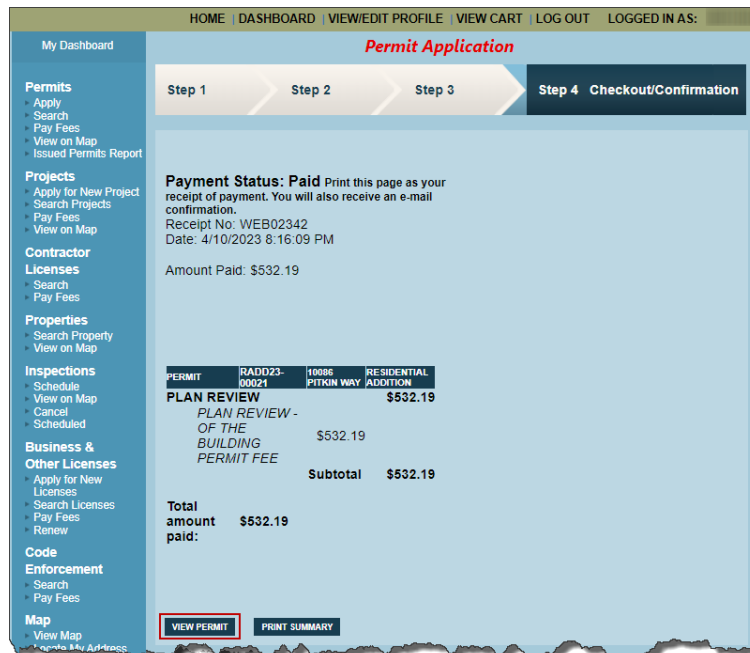 HOME | DASHBOARD | VIEW/EDIT PROFILE | VIEW CART | LOG OUT LOGGED IN AS:
My Dashboard
Permit Application
Step 1
Step 2
Step 3
Step 4 Checkout/Confirmation
Permits
Apply
Search
Pay Fees
View on Map
Issued Permits Report
Projects
Apply for New Project
Search Projects
Pay Fees
View on Map
Contractor
Licenses
Search
Pay Fees
Properties
Search Property
View on Map
Inspections
Schedule
View on Map
Cancel
Scheduled
Business &
Other Licenses
Apply for New
Licenses
Search Licenses
Pay Fees
Renew
Code
Enforcement
Search
Pay Fees
Map
View Map
Locate My Address
Payment Status: Paid Print this page as your
receipt of payment. You will also receive an e-mail
confirmation.
Receipt No: WEB02342
Date: 4/10/2023 8:16:09 PM
Amount Paid: $532.19
PERMIT RADD23-00021 10086 PITKIN WAY RESIDENTIAL ADDITION
PLAN REVIEW $532.19
PLAN REVIEW -
OF THE
BUILDING
PERMIT FEE
$532.19
Subtotal $532.19
Total
amount
paid:
$532.19
VIEW PERMIT
PRINT SUMMARY